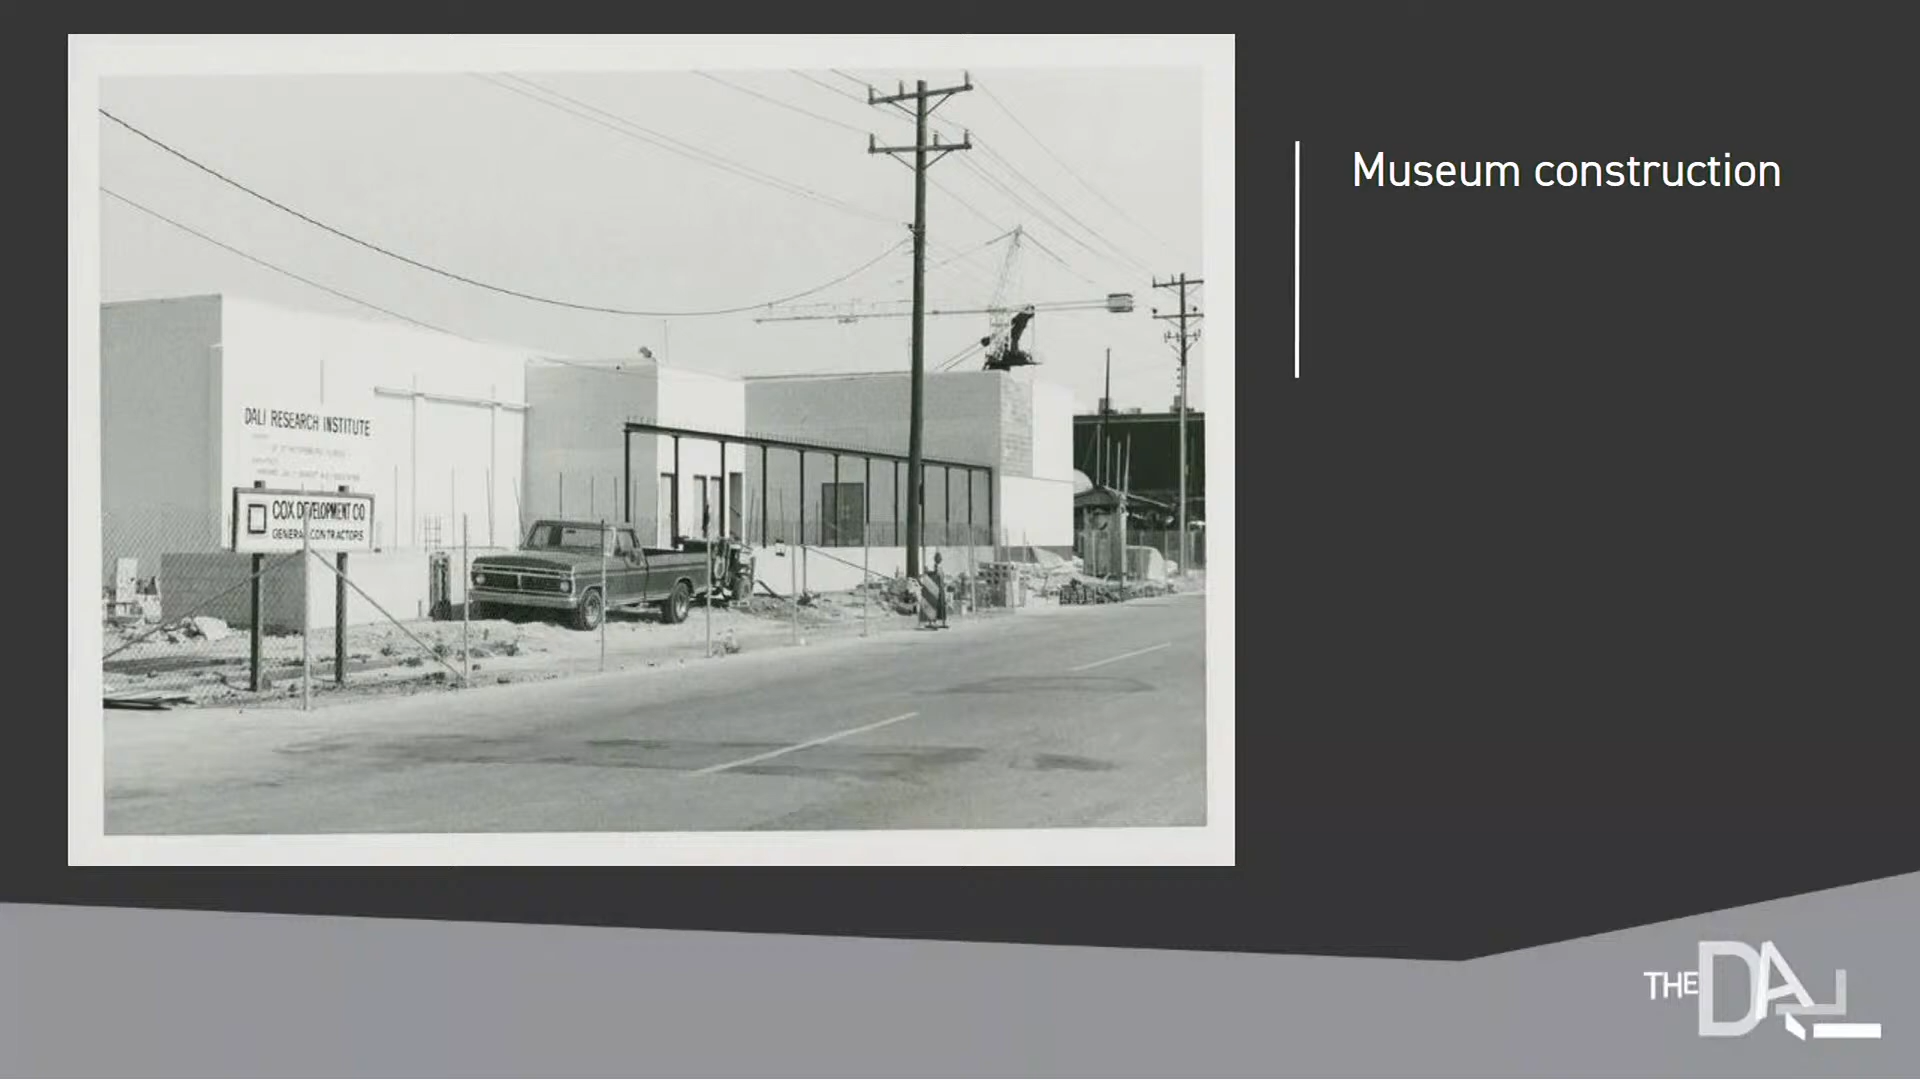 Museum construction
DALI RESEARCH INSTITUTE
COX DEVELOPMENT CO
GENERAL CONTRACTORS
THE DALI